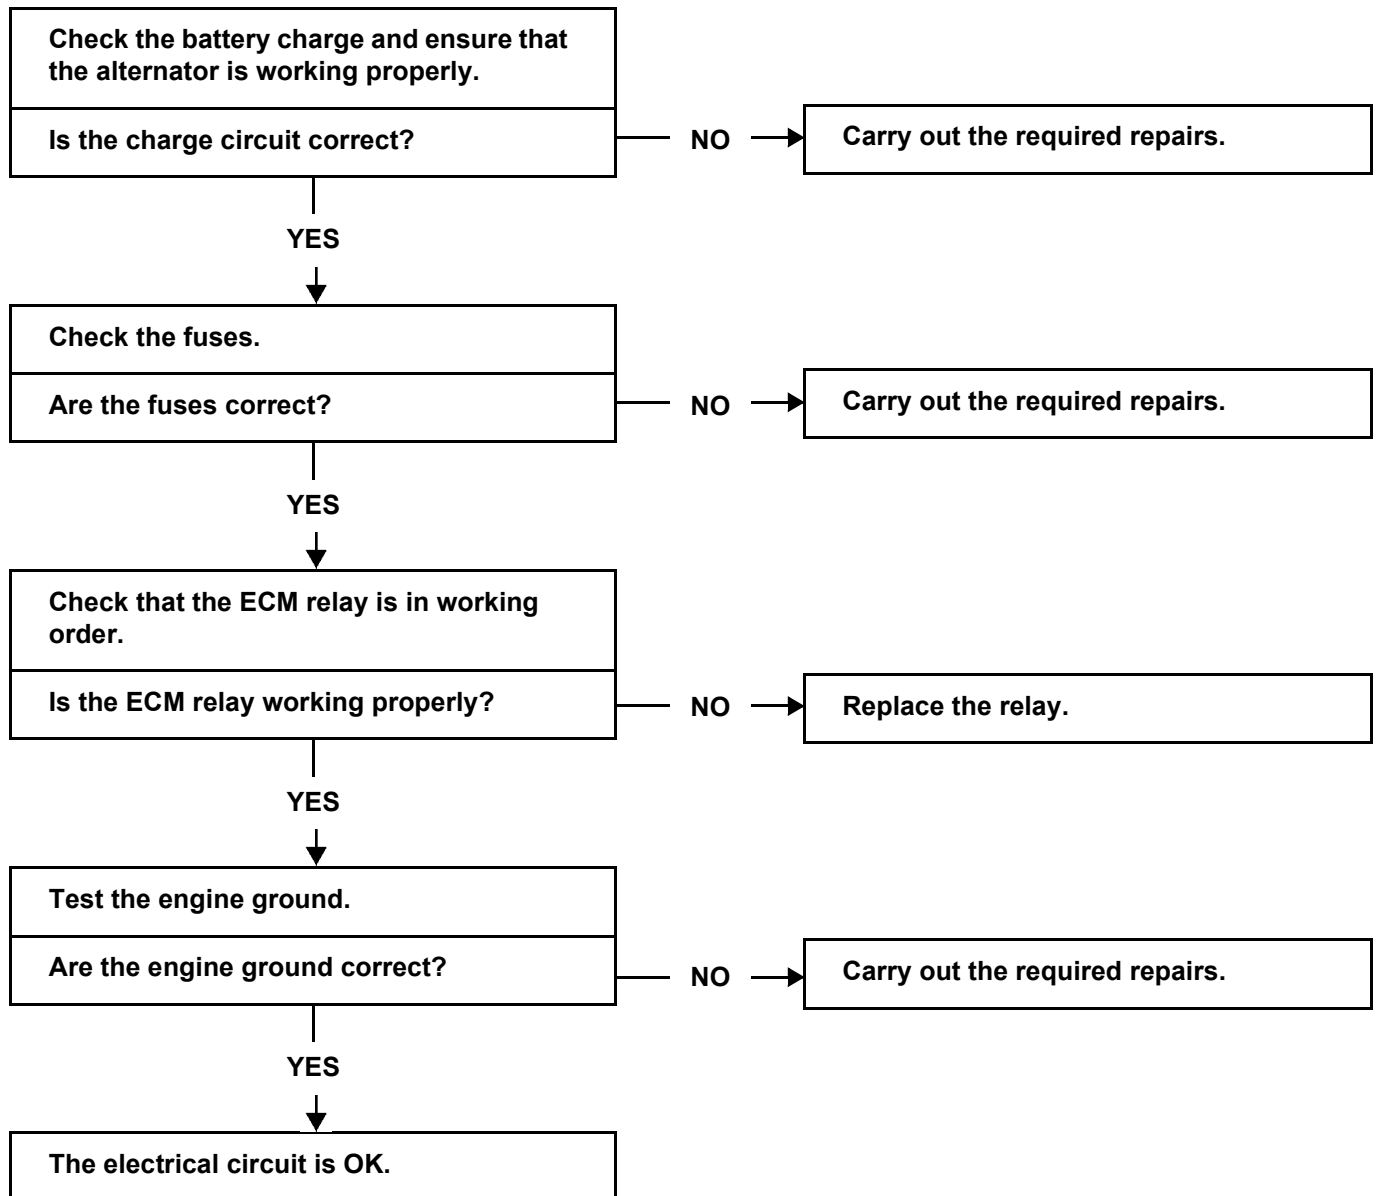 Check the battery charge and ensure that
the alternator is working properly.
Is the charge circuit correct?
NO
Carry out the required repairs.
YES
Check the fuses.
Are the fuses correct?
NO
Carry out the required repairs.
YES
Check that the ECM relay is in working
order.
Is the ECM relay working properly?
NO
Replace the relay.
YES
Test the engine ground.
Are the engine ground correct?
NO
Carry out the required repairs.
YES
The electrical circuit is OK.